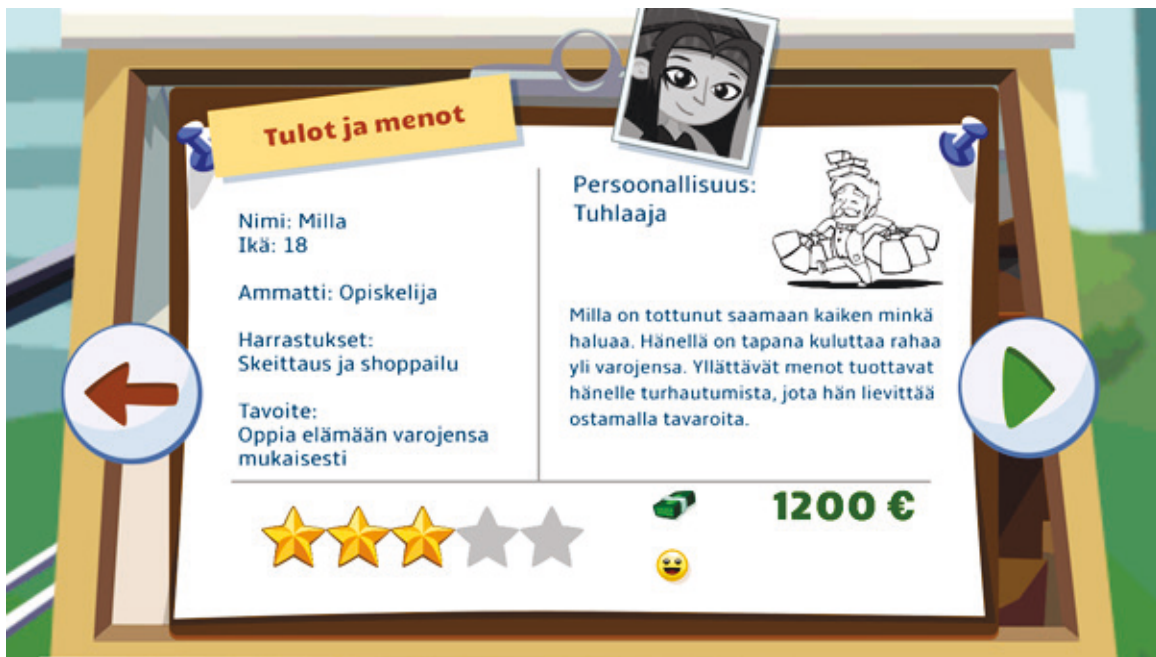 Tulot ja menot
Nimi: Milla
Ikä: 18
Ammatti: Opiskelija
Harrastukset:
Skeittaus ja shoppailu
Tavoite:
Oppia elämään varojensa
mukaisesti
Persoonallisuus:
Tuhlaaja
Milla on tottunut saamaan kaiken minkä
haluaa. Hänellä on tapana kuluttaa rahaa
yli varojensa. Yllättävät menot tuottavat
hänelle turhautumista, jota hän lievittää
ostamalla tavaroita.
1200 €